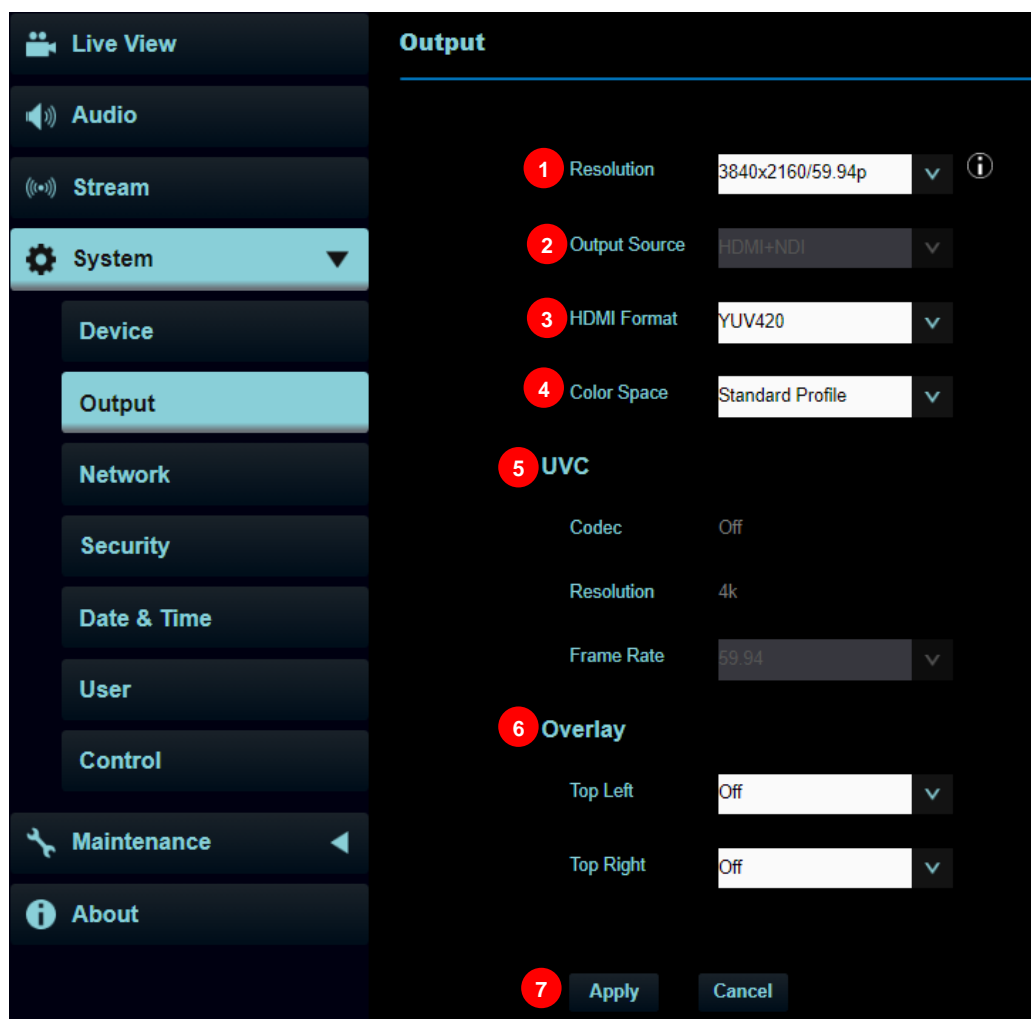 Live View
Audio
Stream
System
Device
Output
Network
Security
Date & Time
User
Control
Maintenance
About
Output
1 Resolution 3840x2160/59.94p
2 Output Source HDMI+NDI
3 HDMI Format YUV420
4 Color Space Standard Profile
5 UVC
Codec Off
Resolution 4k
Frame Rate 59.94
6 Overlay
Top Left Off
Top Right Off
7 Apply Cancel